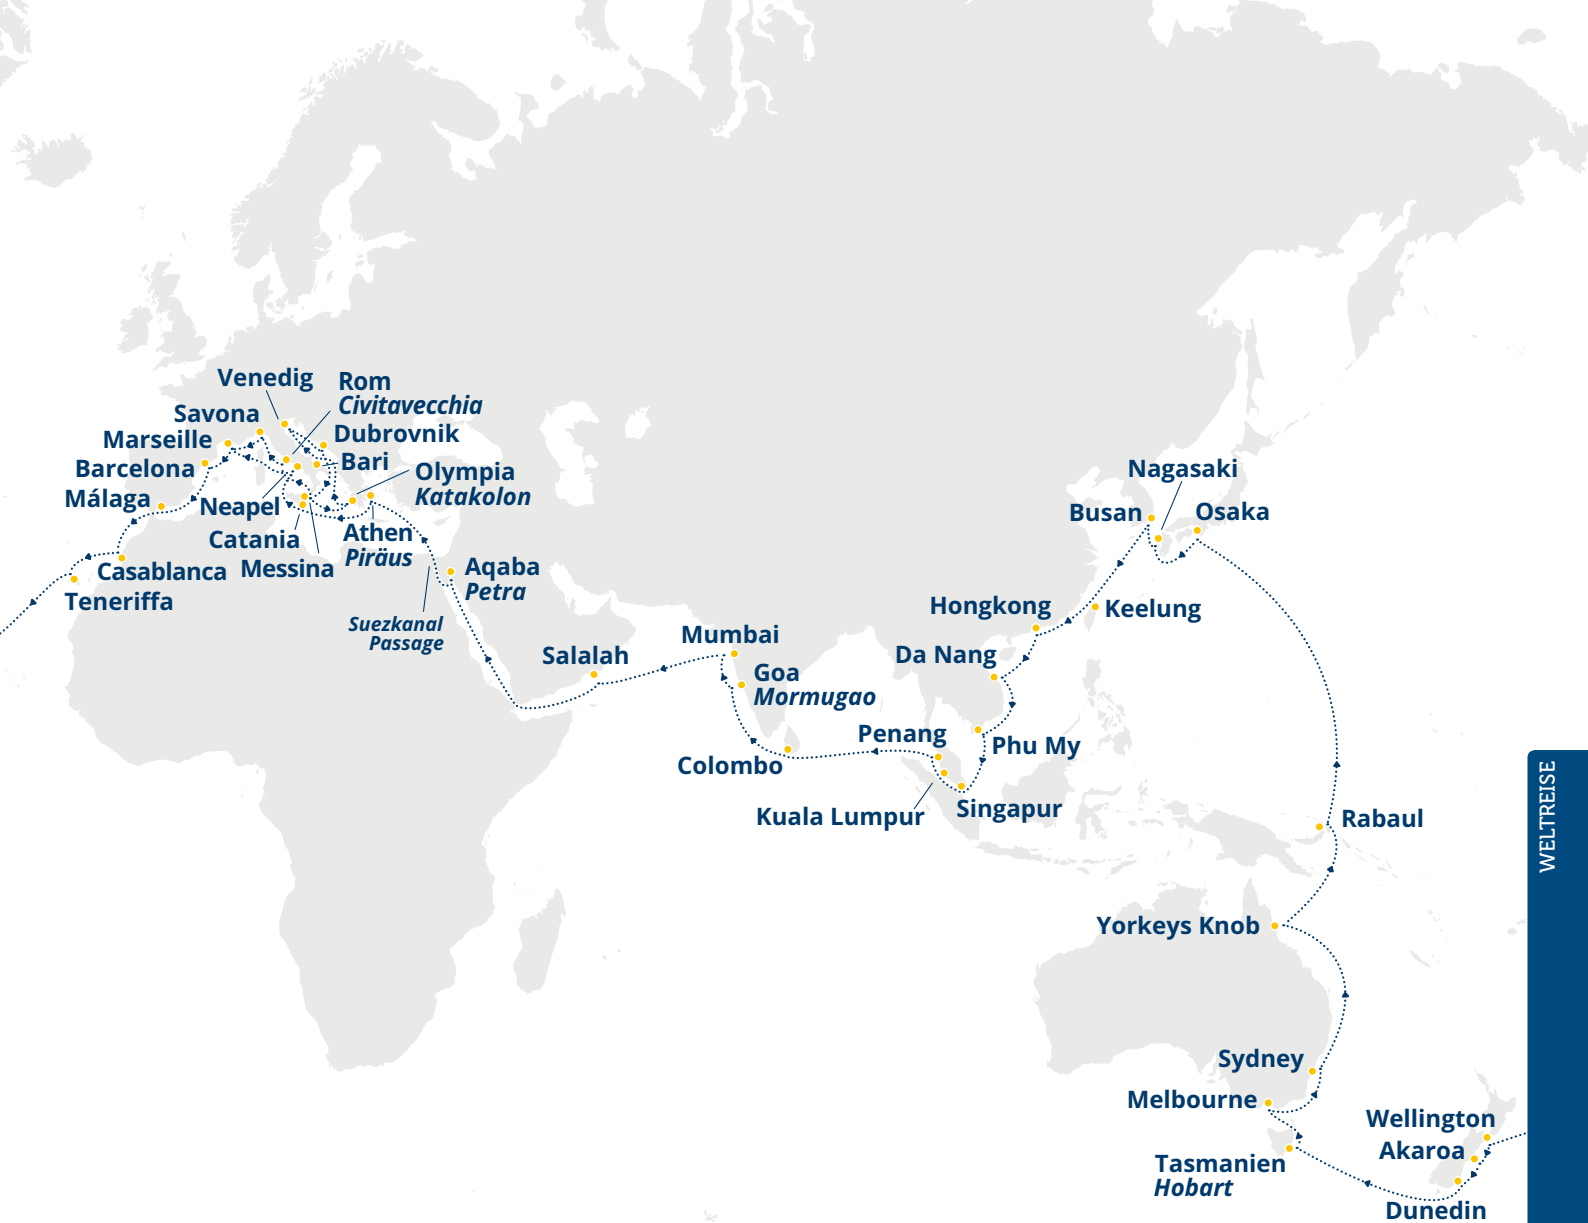 Venedig
Rom
Civitavecchia
Savona
Dubrovnik
Marseille
Bari
Barcelona
Olympia
Katakolon
Málaga
Neapel
Catania
Athen
Piräus
Messina
Casablanca
Teneriffa
Aqaba
Petra
Suezkanal
Passage
Salalah
Mumbai
Goa
Mormugao
Colombo
Penang
Kuala Lumpur
Singapur
Phu My
Da Nang
Hongkong
Keelung
Busan
Nagasaki
Osaka
Rabaul
Yorkeys Knob
Sydney
Melbourne
Tasmanien
Hobart
Wellington
Akaroa
Dunedin
WELTREISE